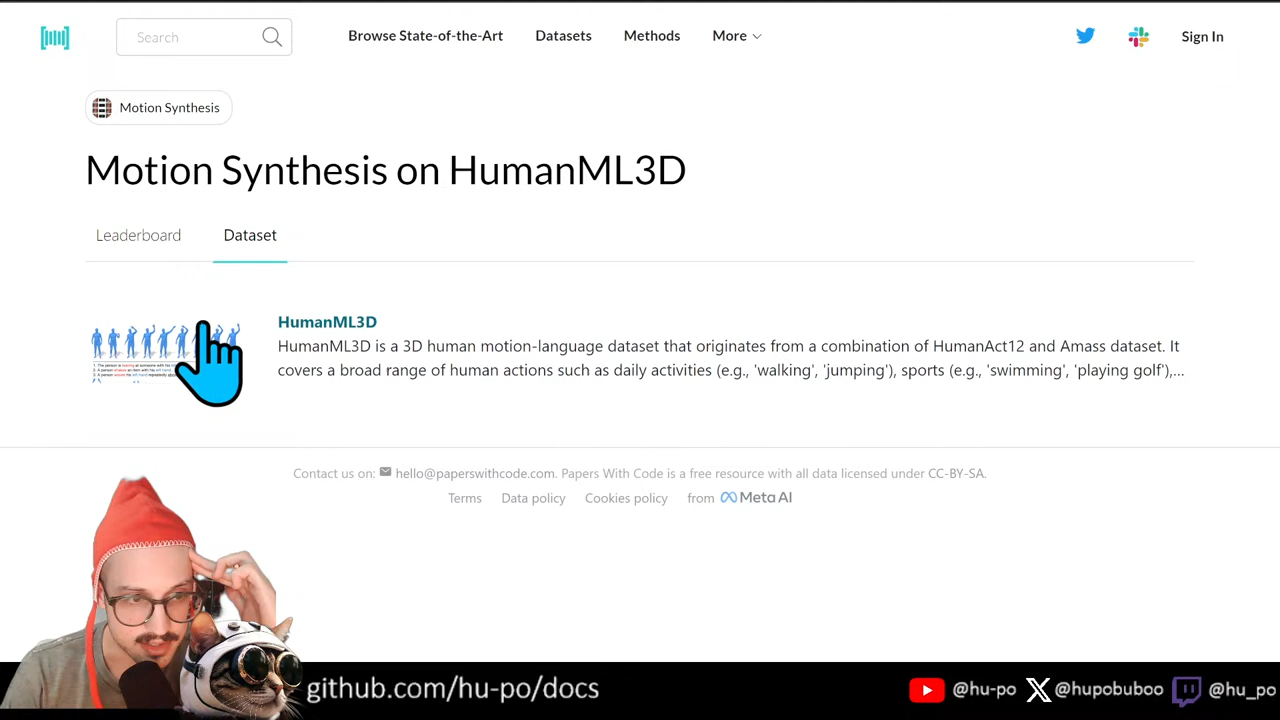 Search
Browse State-of-the-Art
Datasets
Methods
More
Sign In
Motion Synthesis
Motion Synthesis on HumanML3D
Leaderboard
Dataset
HumanML3D
HumanML3D is a 3D human motion-language dataset that originates from a combination of HumanAct12 and Amass dataset. It
covers a broad range of human actions such as daily activities (e.g., 'walking', 'jumping'), sports (e.g., 'swimming', 'playing golf'),...
Contact us on: hello@paperswithcode.com. Papers With Code is a free resource with all data licensed under CC-BY-SA.
Terms
Data policy
Cookies policy
from Meta AI
github.com/hu-po/docs
@hu-po
@hupobuboo
@hu_po